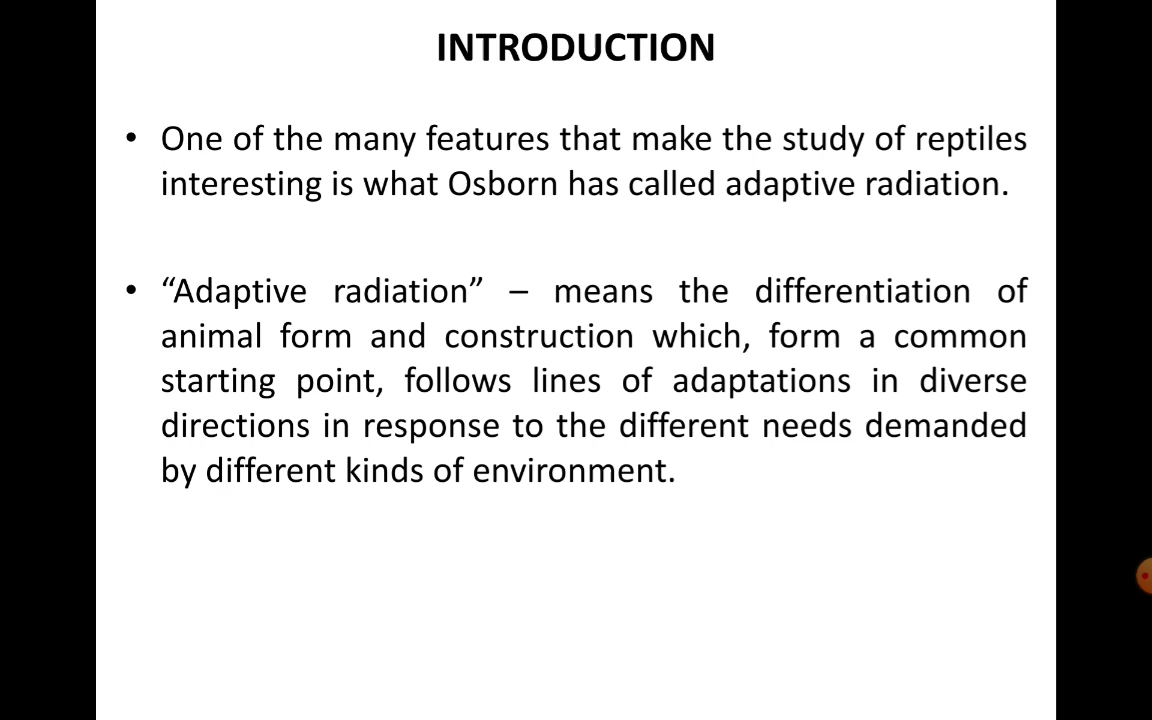 INTRODUCTION
• One of the many features that make the study of reptiles
interesting is what Osborn has called adaptive radiation.
• “Adaptive radiation” – means the differentiation of
animal form and construction which, form a common
starting point, follows lines of adaptations in diverse
directions in response to the different needs demanded
by different kinds of environment.